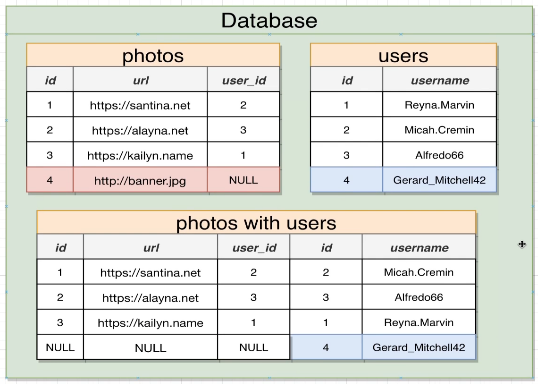 Database
photos
id url user_id
1 https://santina.net 2
2 https://alayna.net 3
3 https://kailyn.name 1
4 http://banner.jpg NULL
users
id username
1 Reyna.Marvin
2 Micah.Cremin
3 Alfredo66
4 Gerard_Mitchell42
photos with users
id url user_id id username
1 https://santina.net 2 2 Micah.Cremin
2 https://alayna.net 3 3 Alfredo66
3 https://kailyn.name 1 1 Reyna.Marvin
NULL NULL NULL 4 Gerard_Mitchell42